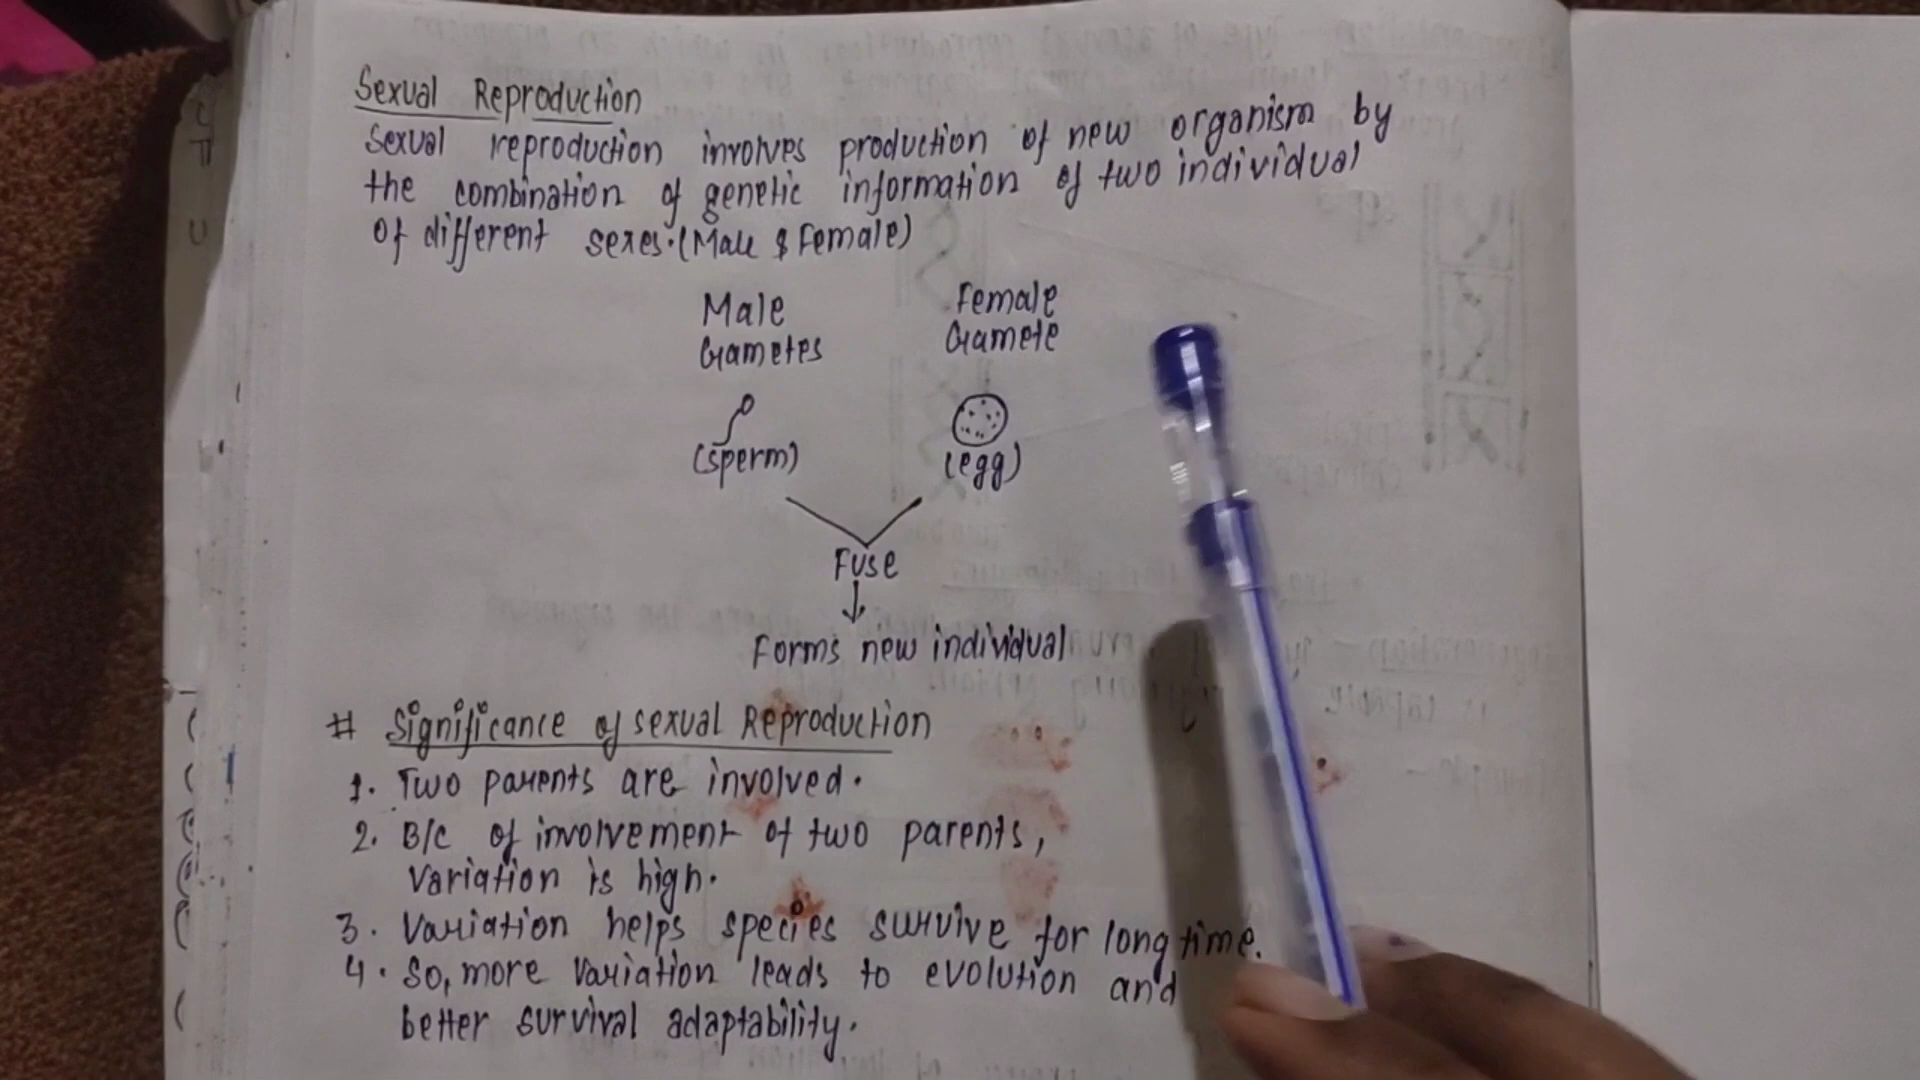 Sexual Reproduction
Sexual reproduction involves production of new organism by
the combination of genetic information of two individual
of different sexes. (Male & Female)
Male Female
Gametes Gamete
(sperm) (egg)
Fuse
Forms new individual
# Significance of sexual Reproduction
1. Two parents are involved.
2. B/C of involvement of two parents,
variation is high.
3. Variation helps species survive for long time.
4. So, more variation leads to evolution and
better survival adaptability.